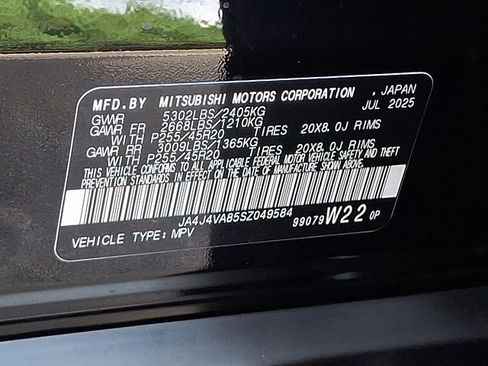 MFD.BY MITSUBISHI MOTORS CORPORATION , JAPAN
GVWR 5302LBS/2405KG JUL 2025
GAWR FR 2668LBS/1210KG
WITH P255/45R20 TIRES 20X8.0J RIMS
GAWR RR 3009LBS/1365KG
WITH P255/45R20 TIRES 20X8.0J RIMS
THIS VEHICLE CONFORMS TO ALL APPLICABLE FEDERAL MOTOR VEHICLE SAFETY AND THEFT
PREVENTION STANDARDS IN EFFECT ON THE DATE OF MANUFACTURE SHOWN ABOVE.
JA4J4VA85SZ049584
VEHICLE TYPE: MPV 99079 W22 0P